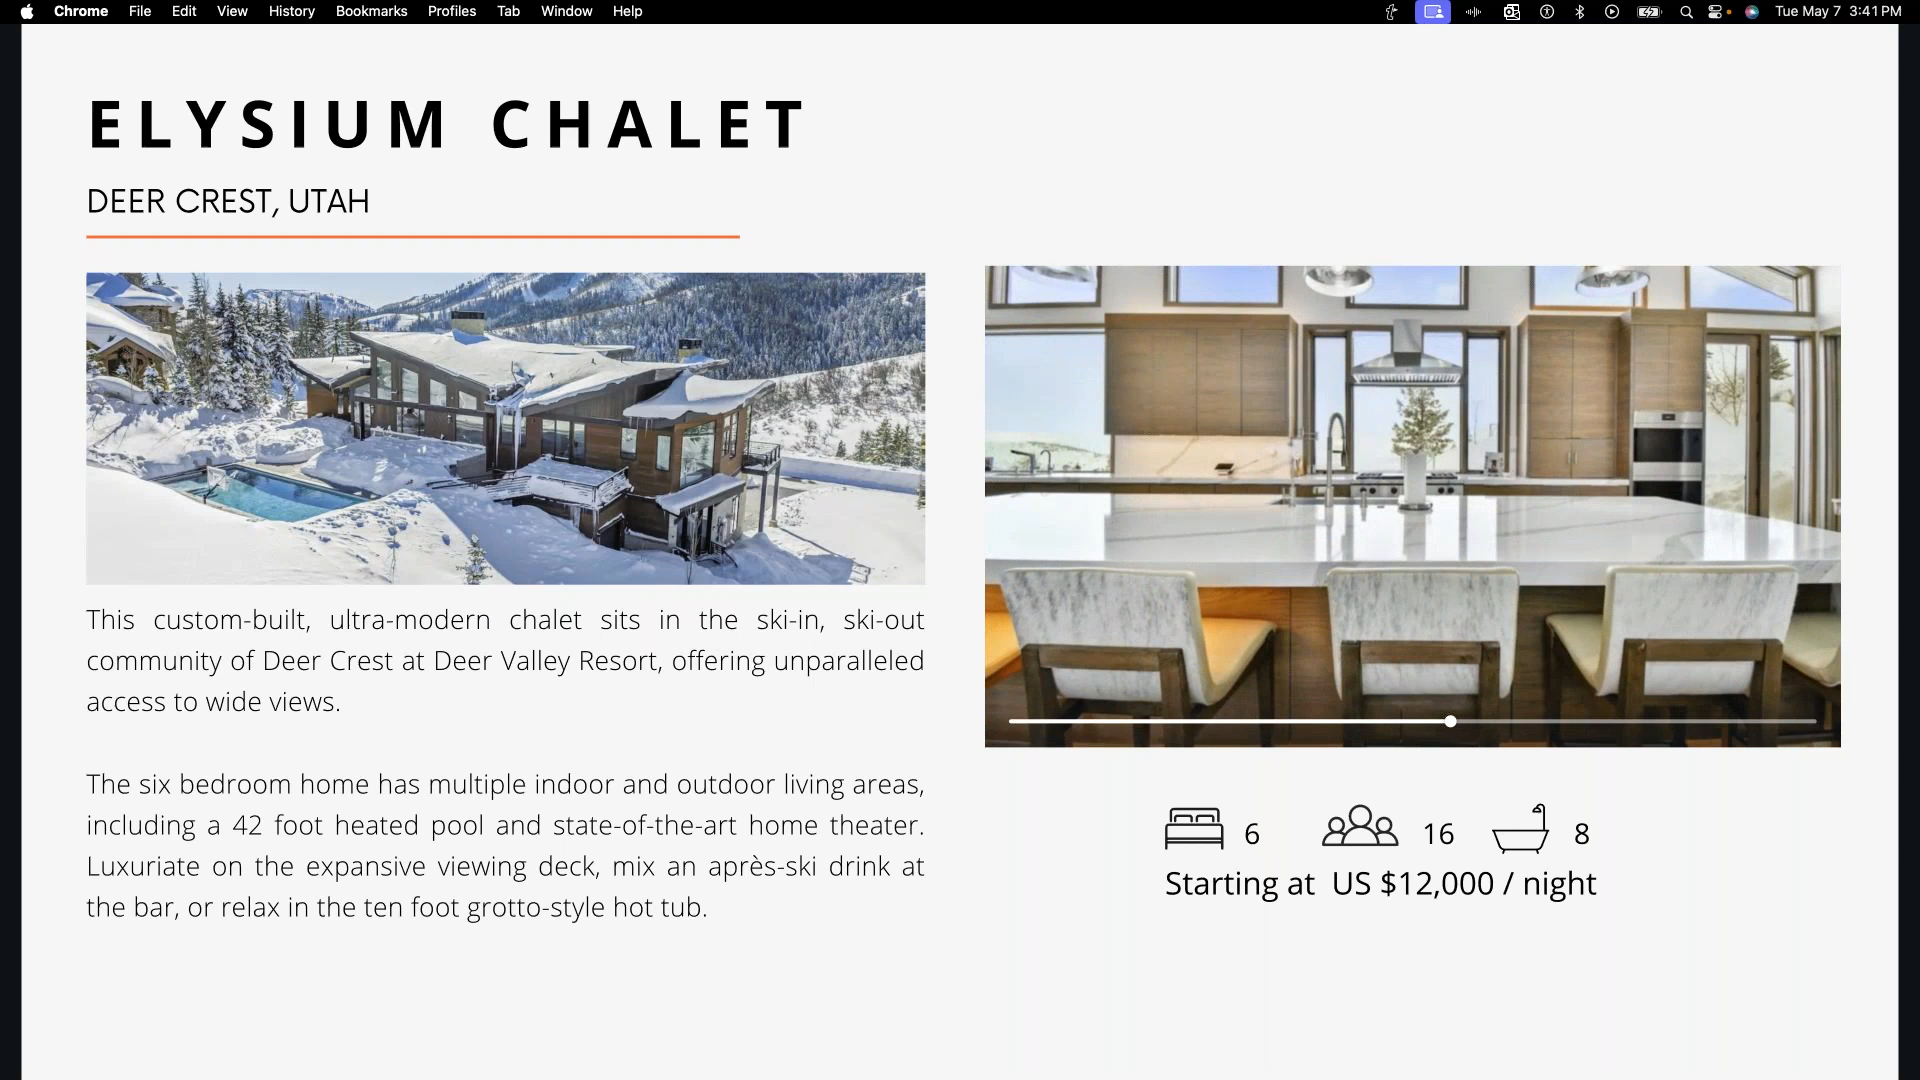 Chrome File Edit View History Bookmarks Profiles Tab Window Help Tue May 7 3:41 PM
ELYSIUM CHALET
DEER CREST, UTAH
This custom-built, ultra-modern chalet sits in the ski-in, ski-out
community of Deer Crest at Deer Valley Resort, offering unparalleled
access to wide views.
The six bedroom home has multiple indoor and outdoor living areas,
including a 42 foot heated pool and state-of-the-art home theater.
Luxuriate on the expansive viewing deck, mix an après-ski drink at
the bar, or relax in the ten foot grotto-style hot tub.
6 16 8
Starting at US $12,000 / night